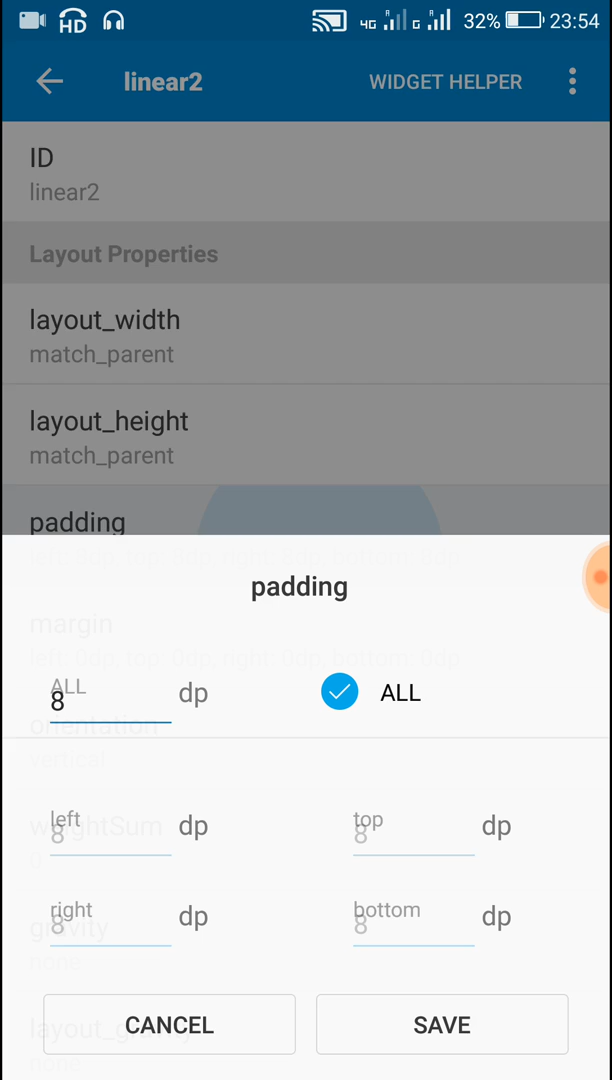 HD 4G R G R 32% 23:54
linear2 WIDGET HELPER
ID
linear2
Layout Properties
layout_width
match_parent
layout_height
match_parent
padding
left: 8dp, top: 8dp, right: 8dp, bottom: 8dp
padding
margin
left: 0dp, top: 0dp, right: 0dp, bottom: 0dp
ALL
8 dp ALL
orientation
vertical
left top
8 dp 8 dp
weightSum
0
right bottom
8 dp 8 dp
gravity
none
CANCEL SAVE
layout_gravity
none